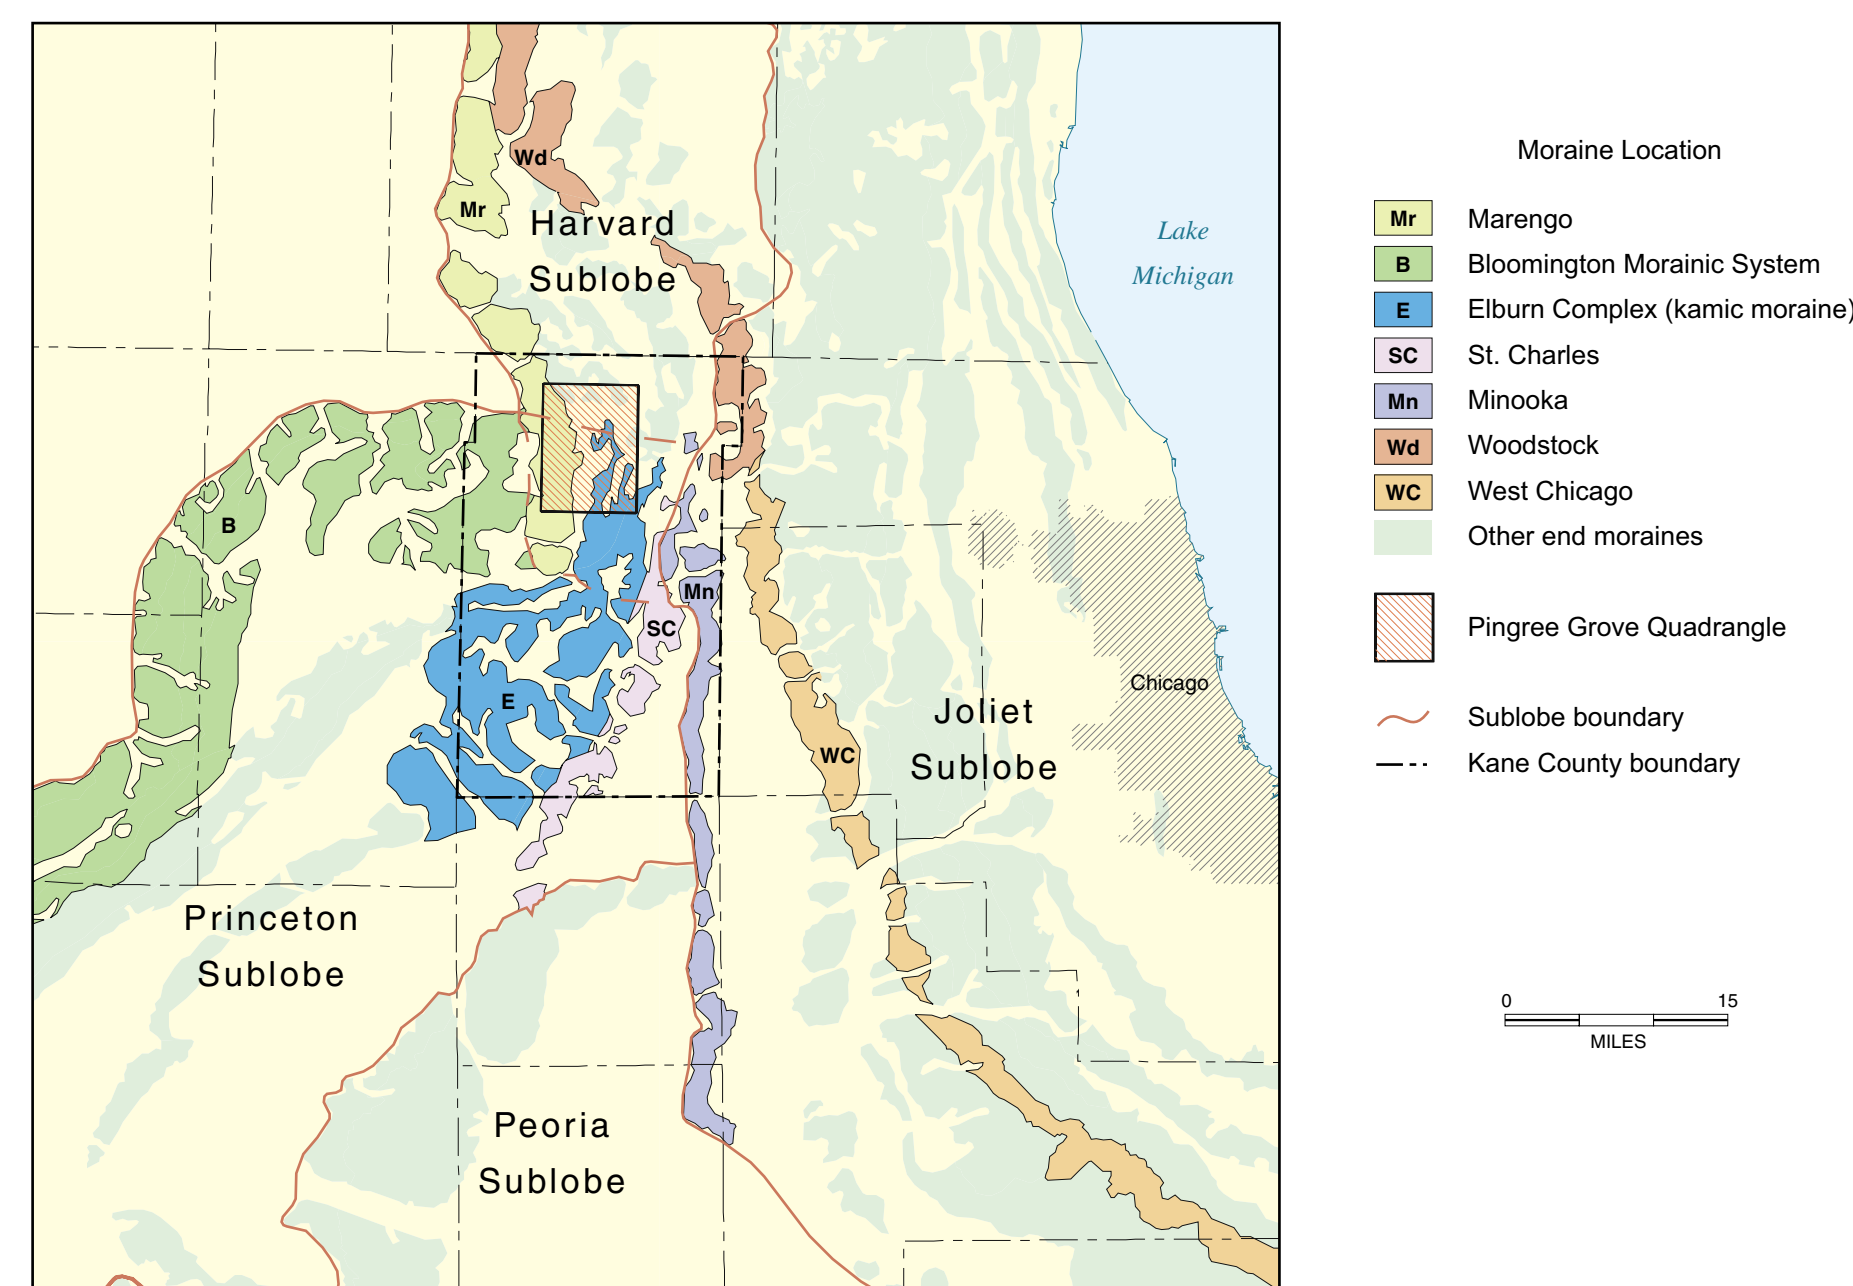 Wd
Mr
Harvard
Sublobe
Lake
Michigan
B
Mn
SC
E
Chicago
Joliet
Sublobe
WC
Princeton
Sublobe
Peoria
Sublobe
Moraine Location
Mr Marengo
B Bloomington Morainic System
E Elburn Complex (kamic moraine)
SC St. Charles
Mn Minooka
Wd Woodstock
WC West Chicago
Other end moraines
Pingree Grove Quadrangle
Sublobe boundary
Kane County boundary
0 15
MILES